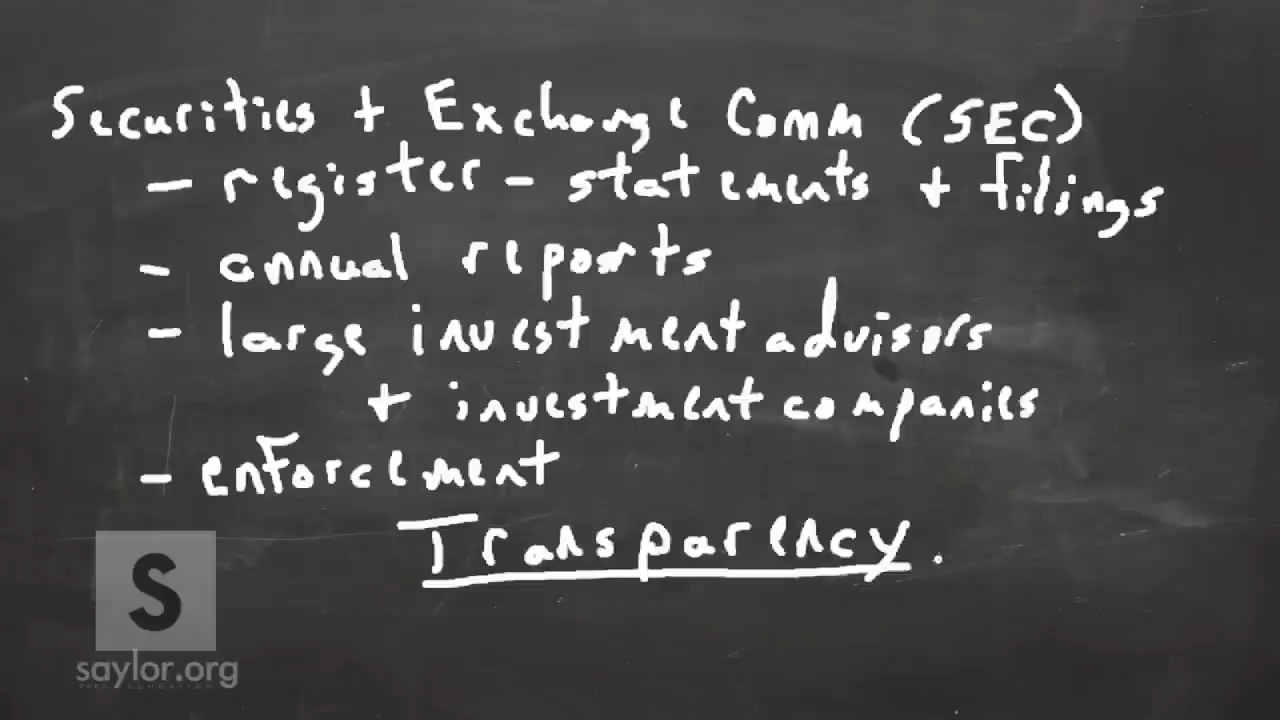 Securities + Exchange Comm (SEC)
- register - statements + filings
- annual reports
- large investment advisors
+ investment companies
- enforcement
Transparency.
S
saylor.org